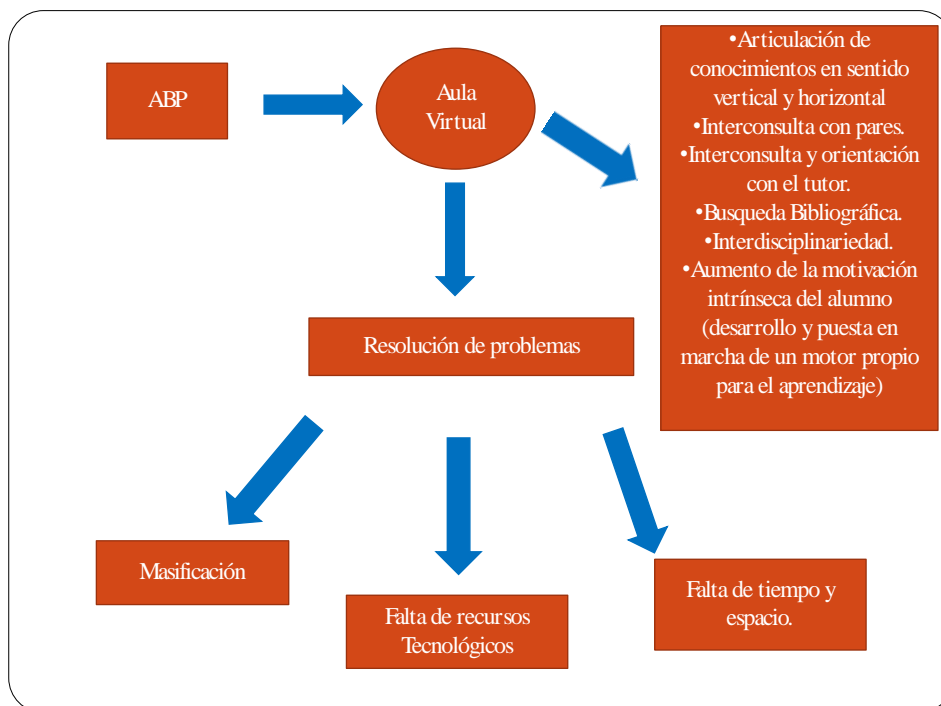 ABP
Aula
Virtual
•Articulación de
conocimientos en sentido
vertical y horizontal
•Interconsulta con pares.
•Interconsulta y orientación
con el tutor.
•Busqueda Bibliográfica.
•Interdisciplinariedad.
•Aumento de la motivación
intrínseca del alumno
(desarrollo y puesta en
marcha de un motor propio
para el aprendizaje)
Resolución de problemas
Masificación
Falta de recursos
Tecnológicos
Falta de tiempo y
espacio.